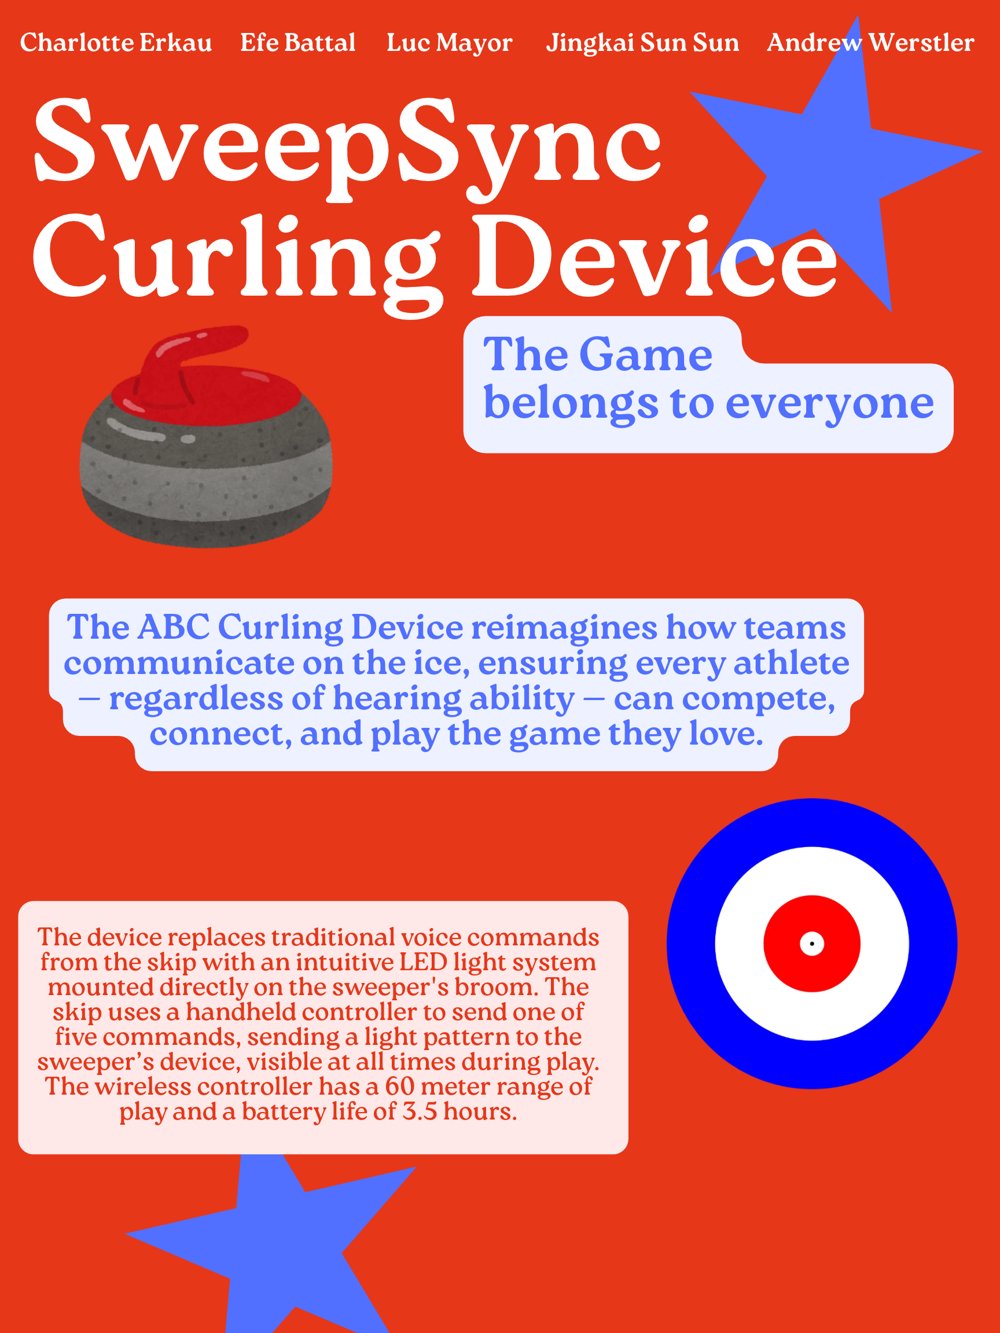 Charlotte Erkau Efe Battal Luc Mayor Jingkai Sun Sun Andrew Werstler
SweepSync
Curling Device
The Game
belongs to everyone
The ABC Curling Device reimagines how teams
communicate on the ice, ensuring every athlete
— regardless of hearing ability — can compete,
connect, and play the game they love.
The device replaces traditional voice commands
from the skip with an intuitive LED light system
mounted directly on the sweeper's broom. The
skip uses a handheld controller to send one of
five commands, sending a light pattern to the
sweeper’s device, visible at all times during play.
The wireless controller has a 60 meter range of
play and a battery life of 3.5 hours.